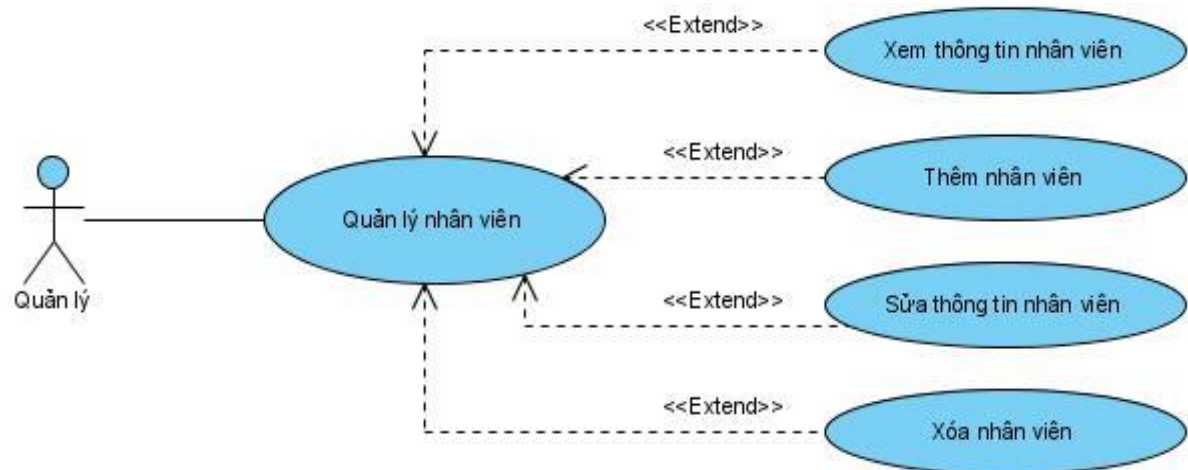 <<Extend>>
Xem thông tin nhân viên
<<Extend>>
Thêm nhân viên
Quản lý nhân viên
Quản lý
<<Extend>>
Sửa thông tin nhân viên
<<Extend>>
Xóa nhân viên